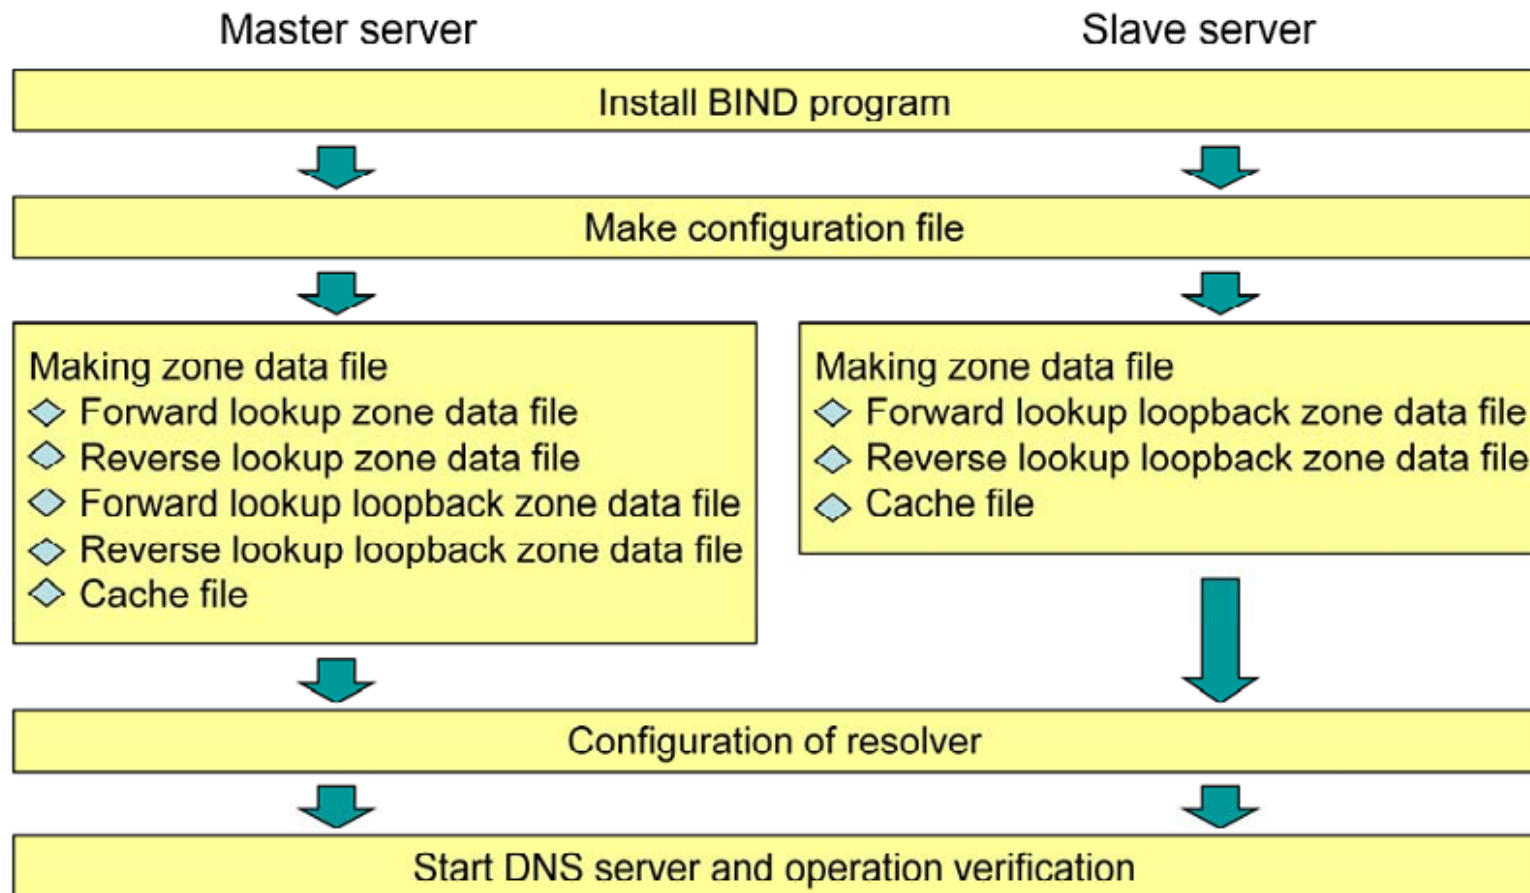 Master server
Slave server
Install BIND program
Make configuration file
Making zone data file
Forward lookup zone data file
Reverse lookup zone data file
Forward lookup loopback zone data file
Reverse lookup loopback zone data file
Cache file
Making zone data file
Forward lookup loopback zone data file
Reverse lookup loopback zone data file
Cache file
Configuration of resolver
Start DNS server and operation verification